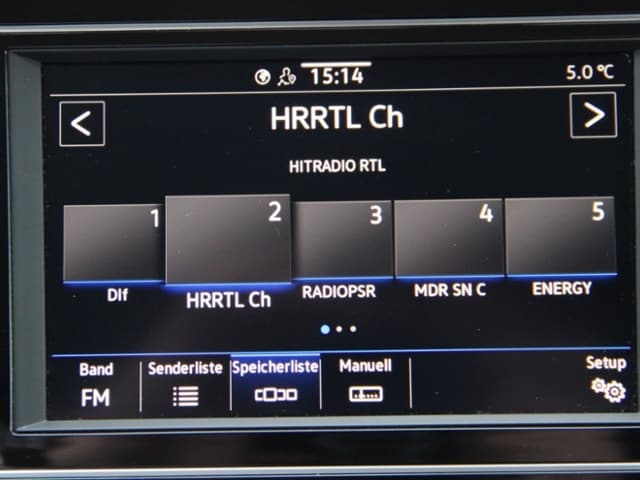 15:14 5.0 °C
< HRRTL Ch >
HITRADIO RTL
1 2 3 4 5
Dlf HRRTL Ch RADIOPSR MDR SN C ENERGY
Band Senderliste Speicherliste Manuell Setup
FM